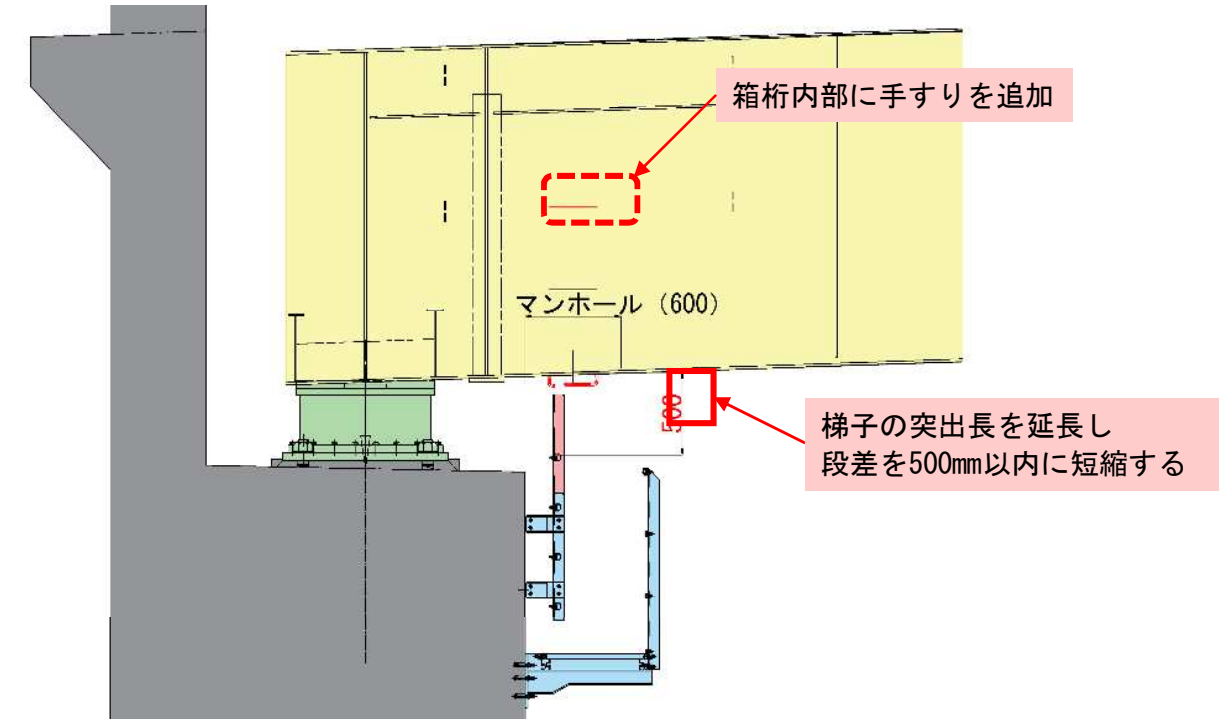 箱桁内部に手すりを追加
マンホール（600）
500
梯子の突出長を延長し
段差を500mm以内に短縮する